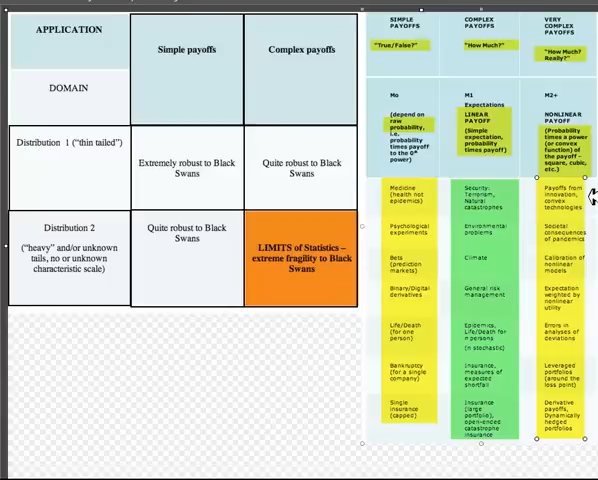 APPLICATION
DOMAIN
Simple payoffs
Complex payoffs
Distribution 1 (“thin tailed”)
Extremely robust to Black
Swans
Quite robust to Black
Swans
Distribution 2
(“heavy” and/or unknown
tails, no or unknown
characteristic scale)
Quite robust to Black
Swans
LIMITS of Statistics –
extreme fragility to Black
Swans
SIMPLE
PAYOFFS
COMPLEX
PAYOFFS
VERY
COMPLEX
PAYOFFS
“True/False?”
“How Much?”
“How Much?
Really?”
Mo
(depend on
raw
probability,
i.e.
probability
times payoff
to the 0th
power)
M1
Expectations
LINEAR
PAYOFF
(Simple
expectation,
probability
times payoff)
M2+
NONLINEAR
PAYOFF
(Probability
times a power
(or convex
function) of
the payoff –
square, cubic,
etc.)
Medicine
(health not
epidemics)
Security:
Terrorism,
Natural
catastrophes
Payoffs from
innovation,
convex
technologies
Psychological
experiments
Environmental
problems
Societal
consequences
of pandemics
Bets
(prediction
markets)
Climate
Calibration of
nonlinear
models
Binary/Digital
derivatives
General risk
management
Expectation
weighted by
nonlinear
utility
Life/Death
(for one
person)
Epidemics,
Life/Death for
n persons
(n stochastic)
Errors in
analyses of
deviations
Bankruptcy
(for a single
company)
Insurance,
measures of
expected
shortfall
Leveraged
portfolios
(around the
loss point)
Single
insurance
(capped)
Insurance
(large
portfolio),
open-ended
catastrophe
insurance
Derivative
payoffs,
Dynamically
hedged
portfolios